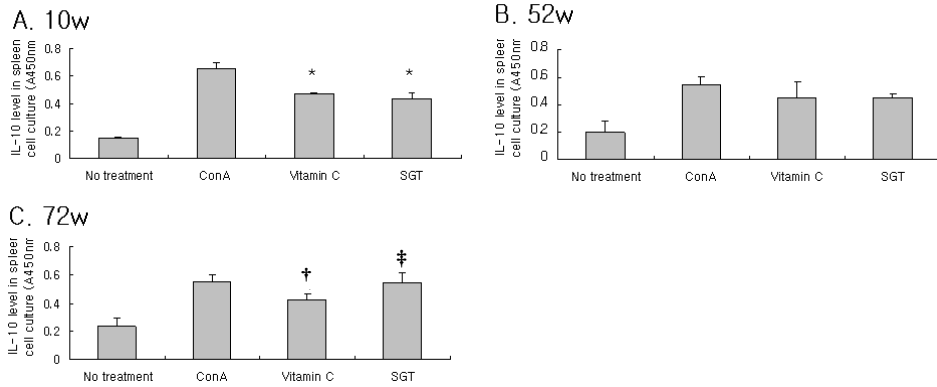 A. 10w
IL-10 level in spleen
cell culture (A450nm
0.8
0.6
0.4
0.2
0
*
*
No treatment
ConA
Vitamin C
SGT
B. 52w
IL-10 level in spleer
cell culture (A450nm
0.8
0.6
0.4
0.2
0
No treatment
ConA
Vitamin C
SGT
C. 72w
IL-10 level in spleer
cell culture (A450nm
0.8
0.6
0.4
0.2
0
†
‡
No treatment
ConA
Vitamin C
SGT